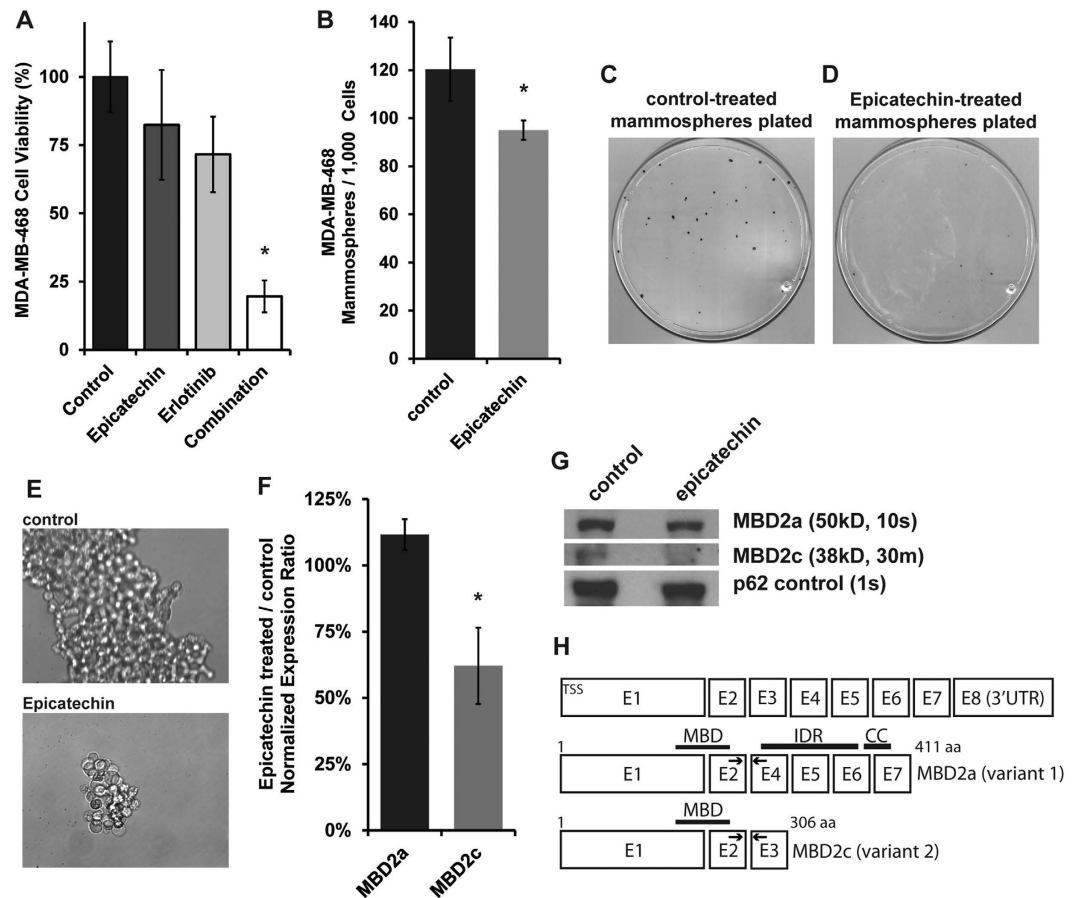 A
MDA-MB-468 Cell Viability (%)
100
75
50
25
0
*
Control
Epicatechin
Erlotinib
Combination
B
MDA-MB-468
Mammospheres / 1,000 Cells
140
120
100
80
60
40
20
0
*
control
Epicatechin
C
control-treated
mammospheres plated
D
Epicatechin-treated
mammospheres plated
E
control
Epicatechin
F
Epicatechin treated / control
Normalized Expression Ratio
125%
100%
75%
50%
25%
0%
*
MBD2a
MBD2c
G
control
epicatechin
MBD2a (50kD, 10s)
MBD2c (38kD, 30m)
p62 control (1s)
H
TSS
E1 E2 E3 E4 E5 E6 E7 E8 (3'UTR)
1 MBD IDR CC 411 aa
E1 E2 E4 E5 E6 E7 MBD2a (variant 1)
1 MBD 306 aa
E1 E2 E3 MBD2c (variant 2)